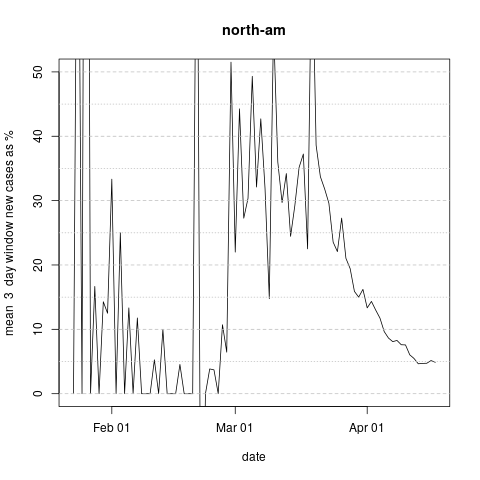 north-am
mean 3 day window new cases as %
50
40
30
20
10
0
Feb 01
Mar 01
Apr 01
date